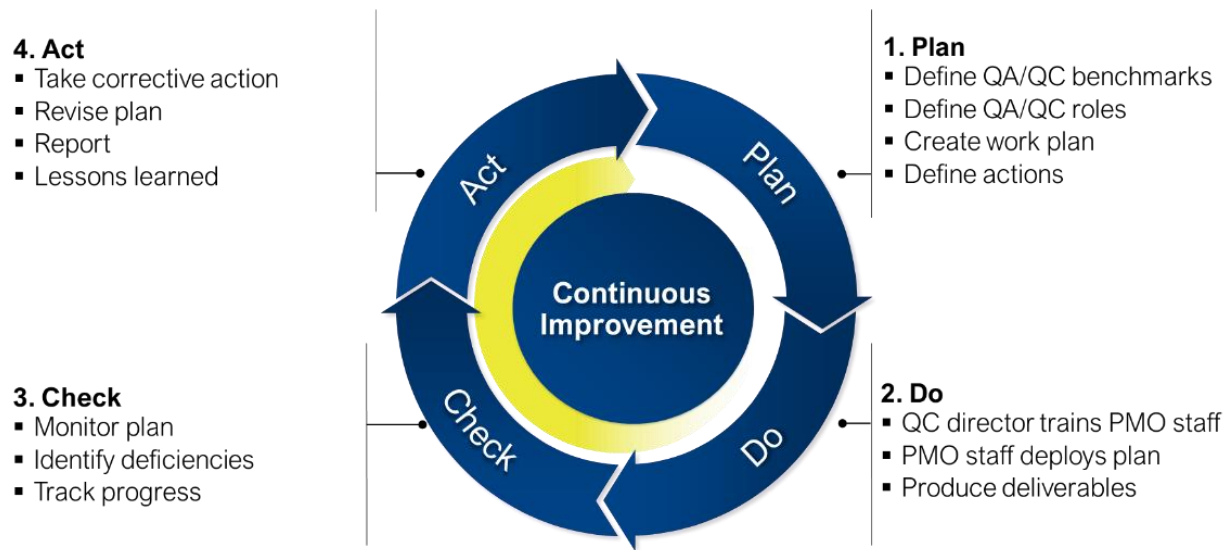 4. Act
▪ Take corrective action
▪ Revise plan
▪ Report
▪ Lessons learned
1. Plan
▪ Define QA/QC benchmarks
▪ Define QA/QC roles
▪ Create work plan
▪ Define actions
Act
Plan
Continuous
Improvement
Check
Do
3. Check
▪ Monitor plan
▪ Identify deficiencies
▪ Track progress
2. Do
▪ QC director trains PMO staff
▪ PMO staff deploys plan
▪ Produce deliverables